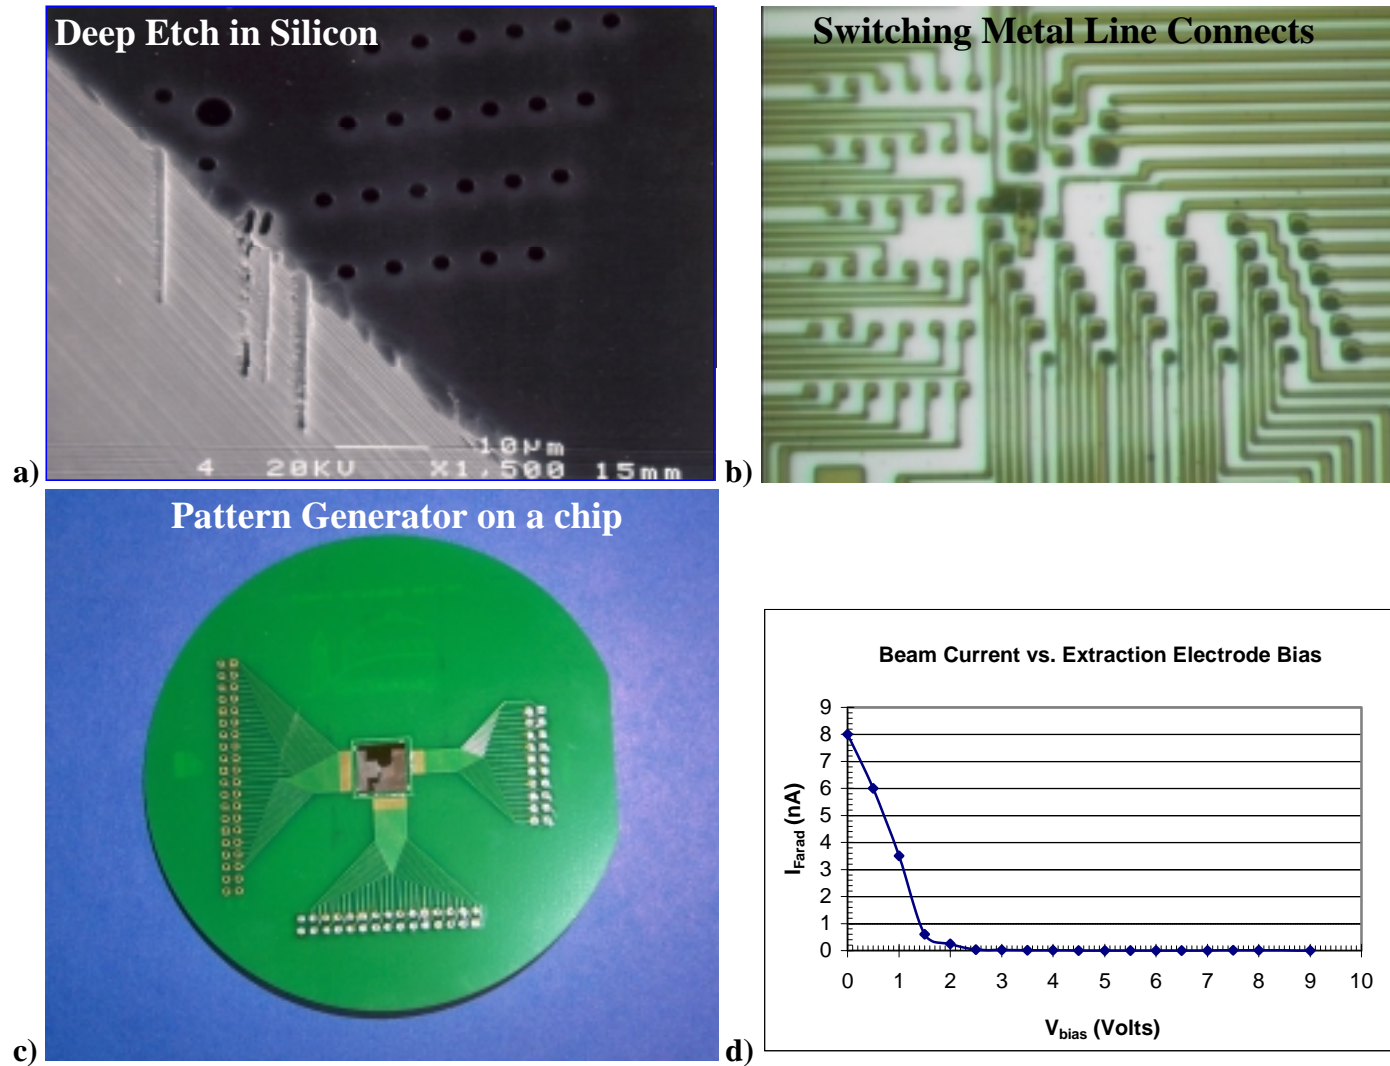 Deep Etch in Silicon
10µm
4 20KV X1,500 15mm
a)
Switching Metal Line Connects
b)
Pattern Generator on a chip
c)
Beam Current vs. Extraction Electrode Bias
I_Farad (nA)
9
8
7
6
5
4
3
2
1
0
0 1 2 3 4 5 6 7 8 9 10
V_bias (Volts)
d)